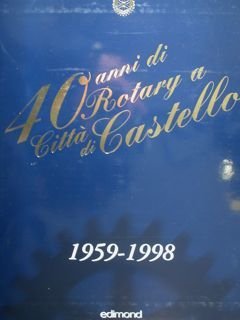 40 anni di
Rotary a
Città di Castello
1959-1998
edimond